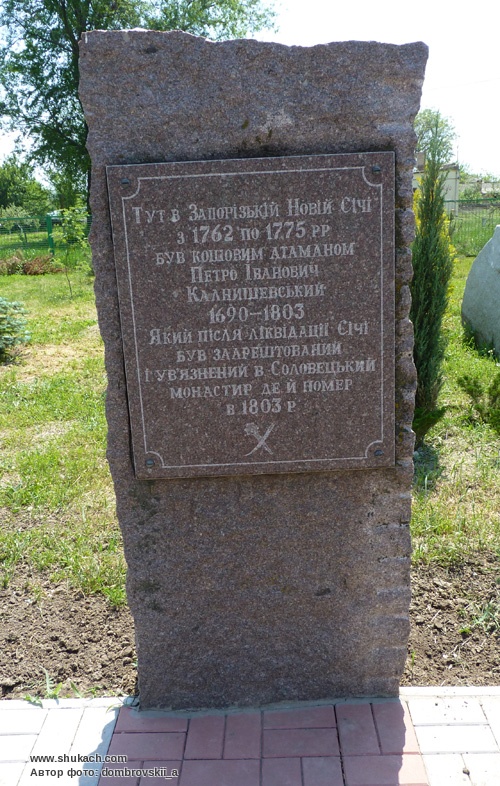 Тут в Запорізькій Новій Січі
з 1762 по 1775 рр
був кошовим атаманом
Петро Іванович
Калнишевський
1690–1803
Який після ліквідації Січі
був заарештований
і ув'язнений в Соловецький
монастир де й помер
в 1803 р
www.shukach.com
Автор фото: dombrovskii_a